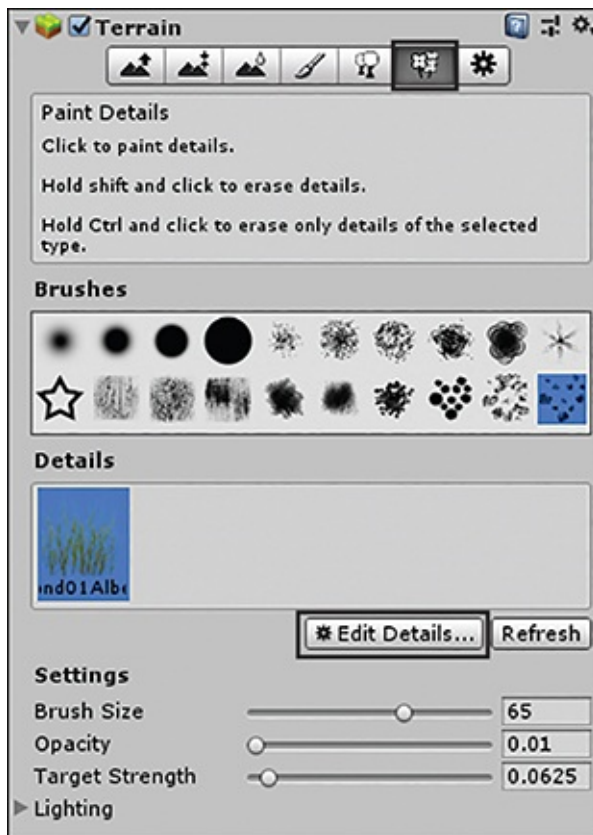 Terrain
Paint Details
Click to paint details.
Hold shift and click to erase details.
Hold Ctrl and click to erase only details of the selected
type.
Brushes
Details
nd01Alb
Edit Details...
Refresh
Settings
Brush Size 65
Opacity 0.01
Target Strength 0.0625
Lighting